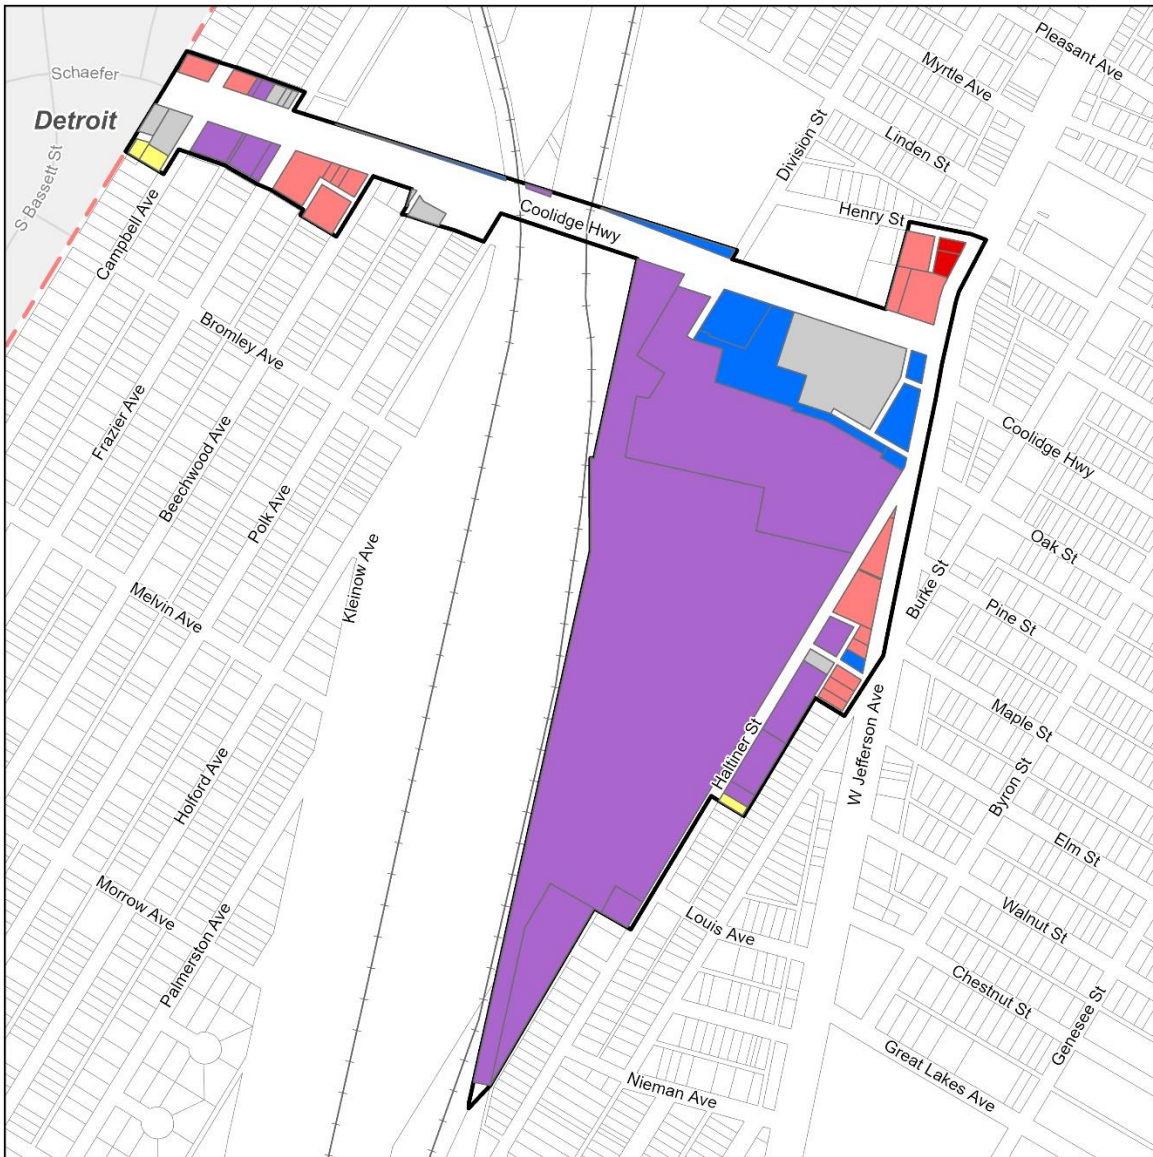 Pleasant Ave
Myrtle Ave
Schaefer
Linden St
Detroit
Division St
S Bassett St
Henry St
Coolidge Hwy
Campbell Ave
Bromley Ave
Frazier Ave
Beechwood Ave
Coolidge Hwy
Polk Ave
Oak St
Kleinow Ave
Burke St
Melvin Ave
Pine St
Maple St
W Jefferson Ave
Haltiner St
Holford Ave
Byron St
Elm St
Morrow Ave
Walnut St
Palmerston Ave
Louis Ave
Chestnut St
Genesee St
Great Lakes Ave
Nieman Ave